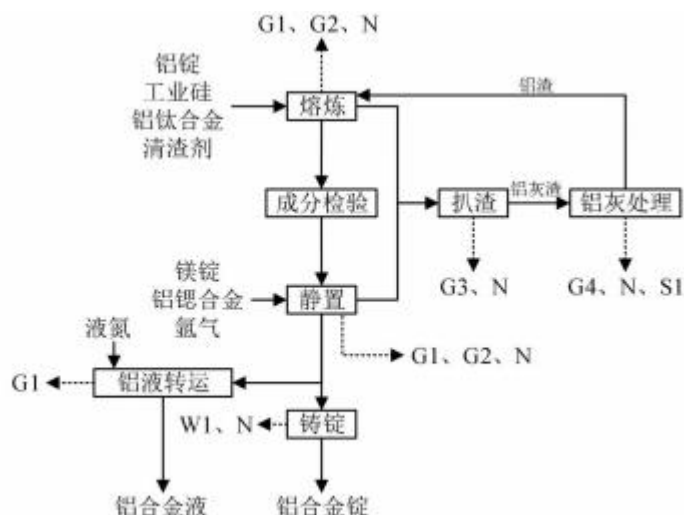 G1、G2、N
铝锭
工业硅
铝钛合金
清渣剂
熔炼
铝渣
成分检验
扒渣
铝灰渣
铝灰处理
镁锭
铝锶合金
氩气
静置
G3、N
G4、N、S1
液氮
G1、G2、N
G1
铝液转运
W1、N
铸锭
铝合金液
铝合金锭